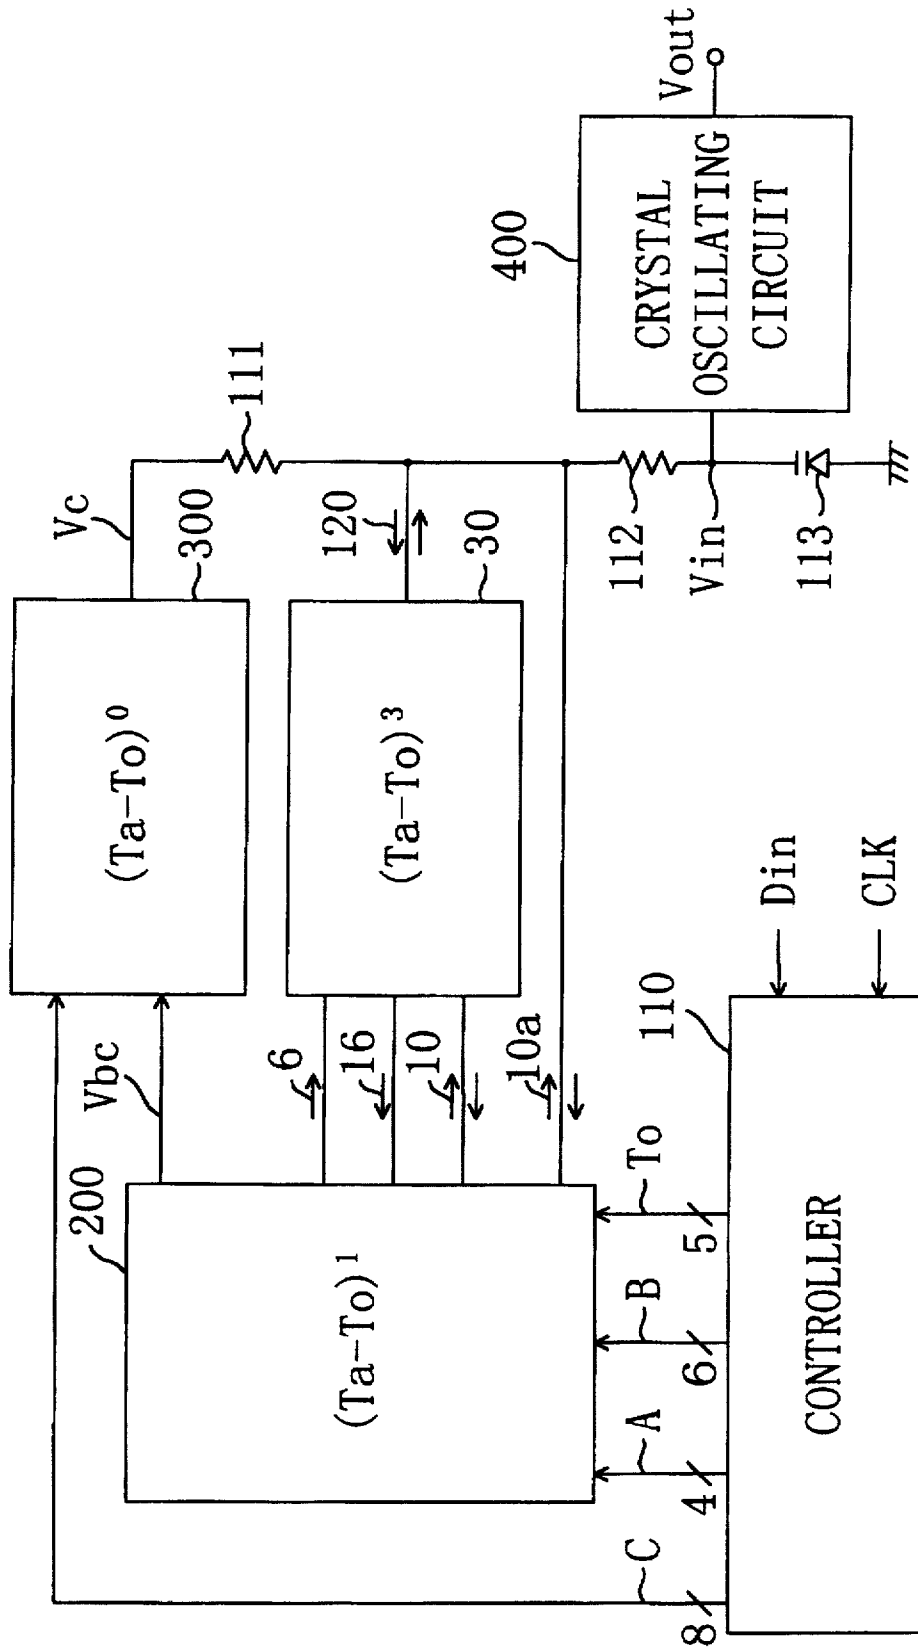 Vc
300
(Ta-To)⁰
111
Vbc
200
(Ta-To)¹
6
16
10
10a
(Ta-To)³
120
30
400
CRYSTAL
OSCILLATING
CIRCUIT
Vout
112
Vin
113
C
A
B
To
8
4
6
5
110
CONTROLLER
Din
CLK